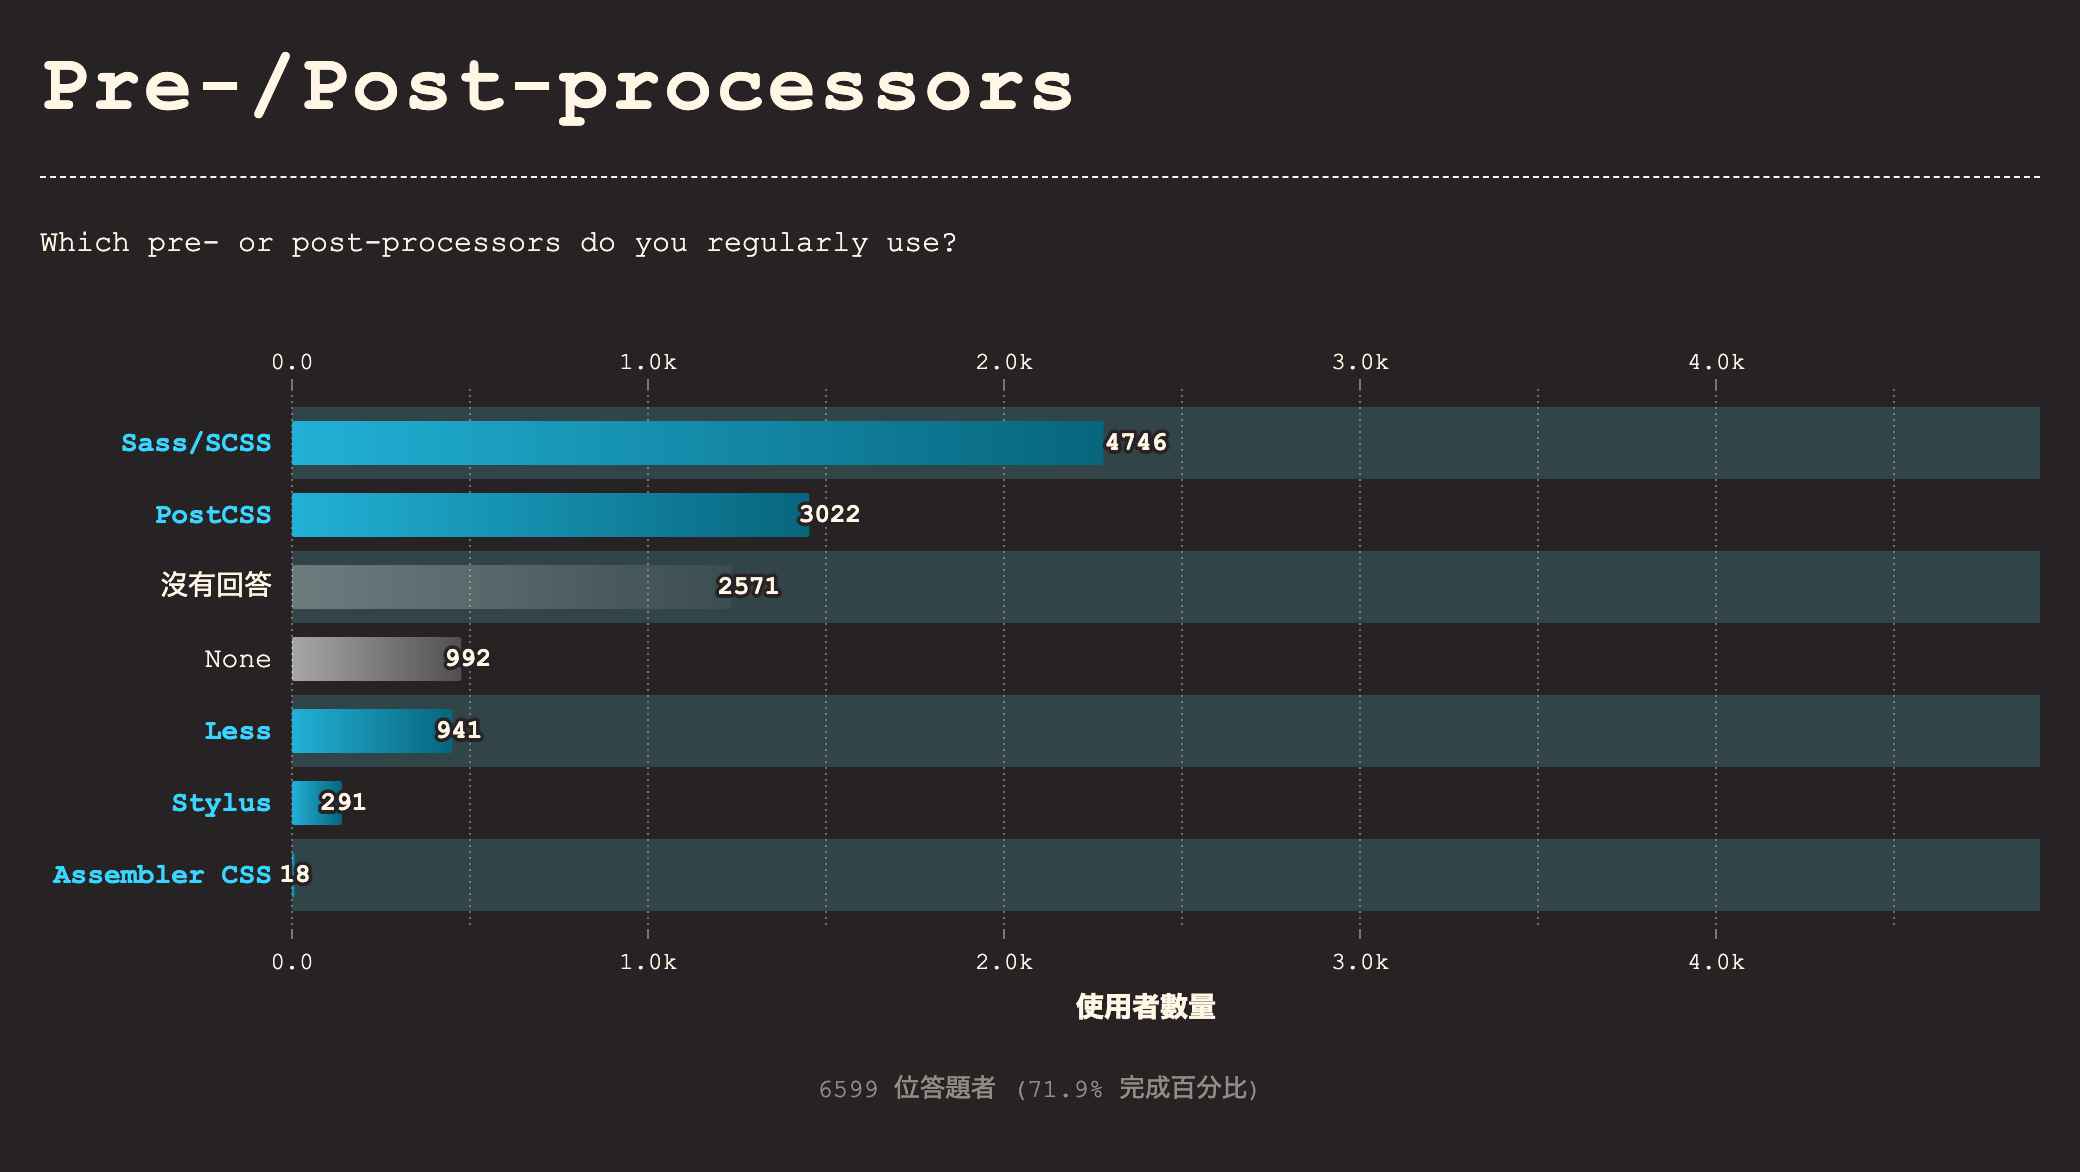 Pre-/Post-processors
Which pre- or post-processors do you regularly use?
0.0 1.0k 2.0k 3.0k 4.0k
Sass/SCSS 4746
PostCSS 3022
沒有回答 2571
None 992
Less 941
Stylus 291
Assembler CSS 18
0.0 1.0k 2.0k 3.0k 4.0k
使用者數量
6599 位答題者 (71.9% 完成百分比)